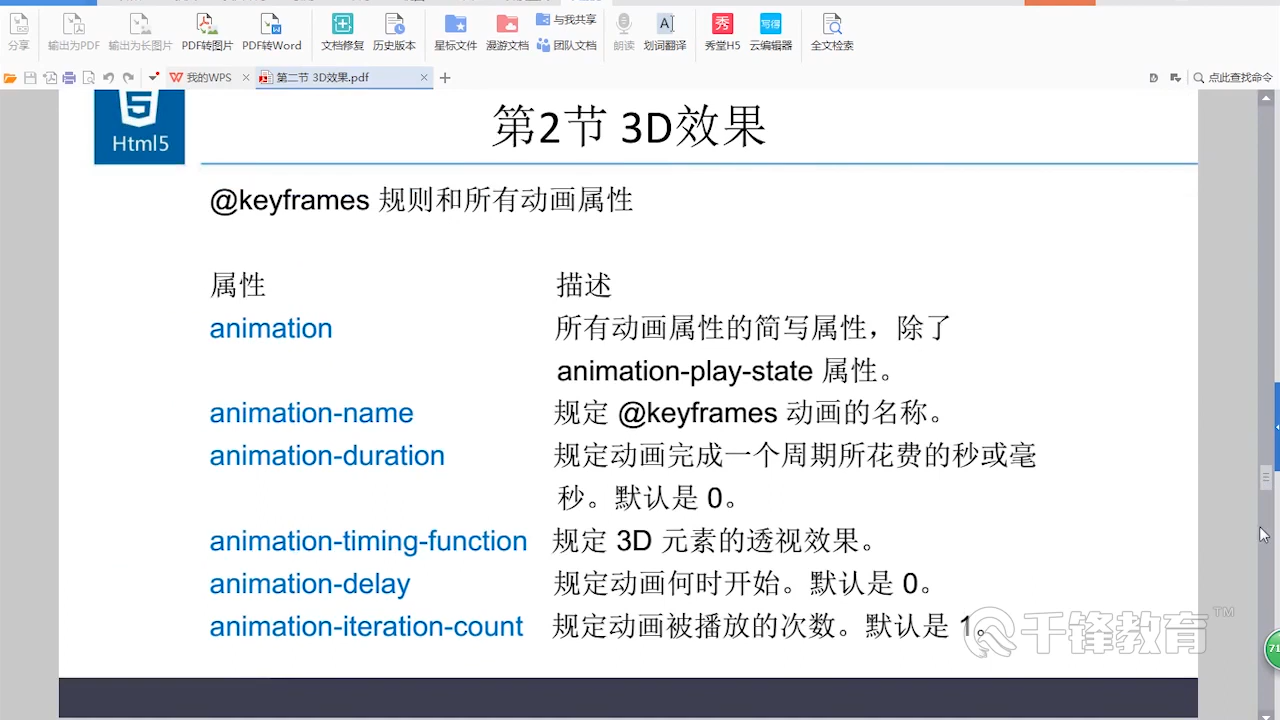 分享 输出为PDF 输出为长图片 PDF转图片 PDF转Word 文档修复 历史版本 星标文件 漫游文档 与我共享 团队文档 朗读 划词翻译 秀堂H5 云编辑器 全文检索
我的WPS 第二节 3D效果.pdf 点此查找命令
5
Html5
第2节 3D效果
@keyframes 规则和所有动画属性
属性 描述
animation 所有动画属性的简写属性，除了
animation-play-state 属性。
animation-name 规定 @keyframes 动画的名称。
animation-duration 规定动画完成一个周期所花费的秒或毫
秒。默认是 0。
animation-timing-function 规定 3D 元素的透视效果。
animation-delay 规定动画何时开始。默认是 0。
animation-iteration-count 规定动画被播放的次数。默认是 1。
千锋教育TM
71